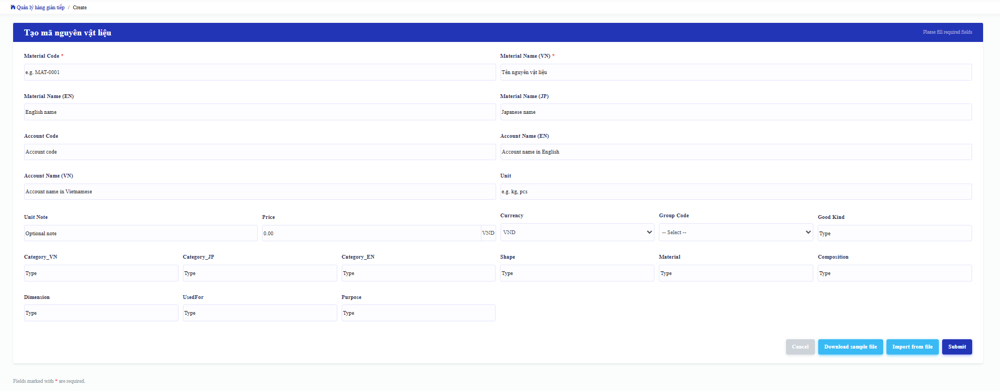 Quản lý hàng gián tiếp / Create
Tạo mã nguyên vật liệu
Please fill required fields
Material Code *
Material Name (VN) *
e.g. MAT-0001
Tên nguyên vật liệu
Material Name (EN)
Material Name (JP)
English name
Japanese name
Account Code
Account Name (EN)
Account code
Account name in English
Account Name (VN)
Unit
Account name in Vietnamese
e.g. kg, pcs
Unit Note
Price
Currency
Group Code
Good Kind
Optional note
0.00
VND
VND
-- Select --
Type
Category_VN
Category_JP
Category_EN
Shape
Material
Composition
Type
Type
Type
Type
Type
Type
Dimension
UsedFor
Purpose
Type
Type
Type
Cancel
Download sample file
Import from file
Submit
Fields marked with * are required.